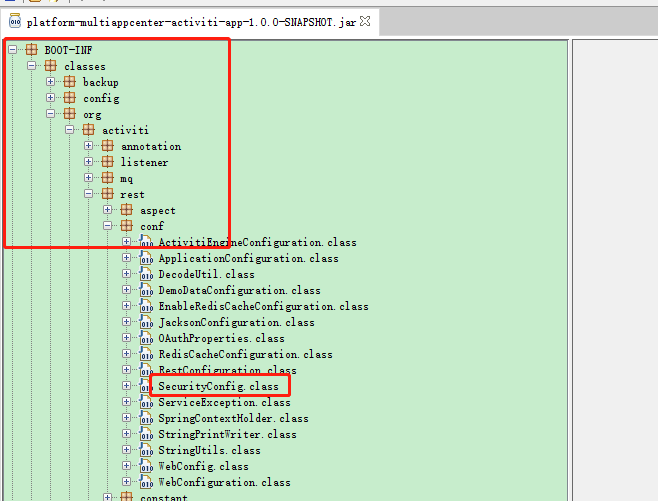 platform-multiappcenter-activiti-app-1.0.0-SNAPSHOT.jar
BOOT-INF
classes
backup
config
org
activiti
annotation
listener
mq
rest
aspect
conf
ActivitiEngineConfiguration.class
ApplicationConfiguration.class
DecodeUtil.class
DemoDataConfiguration.class
EnableRedisCacheConfiguration.class
JacksonConfiguration.class
OAuthProperties.class
RedisCacheConfiguration.class
RestConfiguration.class
SecurityConfig.class
ServiceException.class
SpringContextHolder.class
StringPrintWriter.class
StringUtils.class
WebConfig.class
WebConfiguration.class
constant